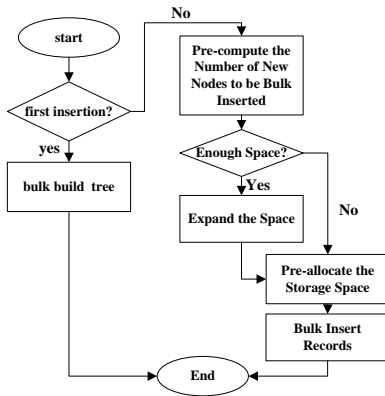 No
start
Pre-compute the
Number of New
Nodes to be Bulk
Inserted
first insertion?
yes
Enough Space?
Yes
bulk build tree
Expand the Space
No
Pre-allocate the
Storage Space
Bulk Insert
Records
End